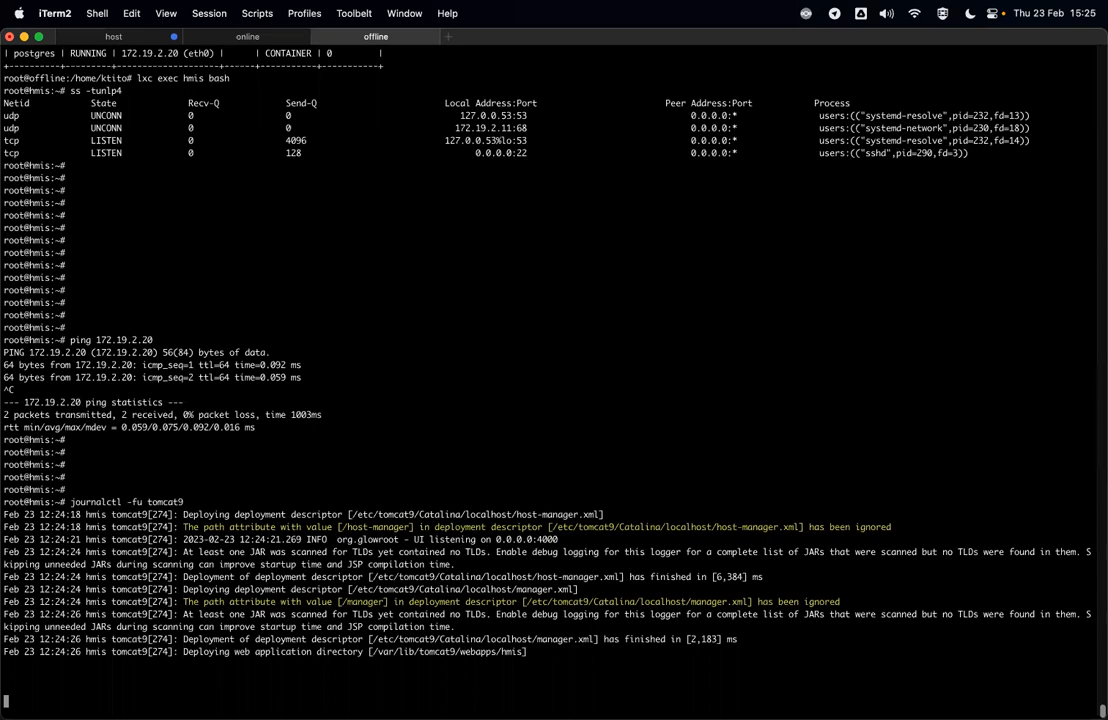 iTerm2 Shell Edit View Session Scripts Profiles Toolbelt Window Help Thu 23 Feb 15:25
host online offline +
| postgres | RUNNING | 172.19.2.20 (eth0) | | CONTAINER | 0 |
+----------+---------+--------------------+------+-----------+-----------+
root@offline:/home/ktito# lxc exec hmis bash
root@hmis:~# ss -tunlp4
Netid State Recv-Q Send-Q Local Address:Port Peer Address:Port Process
udp UNCONN 0 0 127.0.0.53:53 0.0.0.0:* users:(("systemd-resolve",pid=232,fd=13))
udp UNCONN 0 0 172.19.2.11:68 0.0.0.0:* users:(("systemd-network",pid=230,fd=18))
tcp LISTEN 0 4096 127.0.0.53%lo:53 0.0.0.0:* users:(("systemd-resolve",pid=232,fd=14))
tcp LISTEN 0 128 0.0.0.0:22 0.0.0.0:* users:(("sshd",pid=290,fd=3))
root@hmis:~#
root@hmis:~#
root@hmis:~#
root@hmis:~#
root@hmis:~#
root@hmis:~#
root@hmis:~#
root@hmis:~#
root@hmis:~#
root@hmis:~#
root@hmis:~#
root@hmis:~#
root@hmis:~#
root@hmis:~#
root@hmis:~# ping 172.19.2.20
PING 172.19.2.20 (172.19.2.20) 56(84) bytes of data.
64 bytes from 172.19.2.20: icmp_seq=1 ttl=64 time=0.092 ms
64 bytes from 172.19.2.20: icmp_seq=2 ttl=64 time=0.059 ms
^C
--- 172.19.2.20 ping statistics ---
2 packets transmitted, 2 received, 0% packet loss, time 1003ms
rtt min/avg/max/mdev = 0.059/0.075/0.092/0.016 ms
root@hmis:~#
root@hmis:~#
root@hmis:~#
root@hmis:~#
root@hmis:~#
root@hmis:~# journalctl -fu tomcat9
Feb 23 12:24:18 hmis tomcat9[274]: Deploying deployment descriptor [/etc/tomcat9/Catalina/localhost/host-manager.xml]
Feb 23 12:24:18 hmis tomcat9[274]: The path attribute with value [/host-manager] in deployment descriptor [/etc/tomcat9/Catalina/localhost/host-manager.xml] has been ignored
Feb 23 12:24:21 hmis tomcat9[274]: 2023-02-23 12:24:21.269 INFO org.glowroot - UI listening on 0.0.0.0:4000
Feb 23 12:24:24 hmis tomcat9[274]: At least one JAR was scanned for TLDs yet contained no TLDs. Enable debug logging for this logger for a complete list of JARs that were scanned but no TLDs were found in them. S
kipping unneeded JARs during scanning can improve startup time and JSP compilation time.
Feb 23 12:24:24 hmis tomcat9[274]: Deployment of deployment descriptor [/etc/tomcat9/Catalina/localhost/host-manager.xml] has finished in [6,384] ms
Feb 23 12:24:24 hmis tomcat9[274]: Deploying deployment descriptor [/etc/tomcat9/Catalina/localhost/manager.xml]
Feb 23 12:24:24 hmis tomcat9[274]: The path attribute with value [/manager] in deployment descriptor [/etc/tomcat9/Catalina/localhost/manager.xml] has been ignored
Feb 23 12:24:26 hmis tomcat9[274]: At least one JAR was scanned for TLDs yet contained no TLDs. Enable debug logging for this logger for a complete list of JARs that were scanned but no TLDs were found in them. S
kipping unneeded JARs during scanning can improve startup time and JSP compilation time.
Feb 23 12:24:26 hmis tomcat9[274]: Deployment of deployment descriptor [/etc/tomcat9/Catalina/localhost/manager.xml] has finished in [2,183] ms
Feb 23 12:24:26 hmis tomcat9[274]: Deploying web application directory [/var/lib/tomcat9/webapps/hmis]